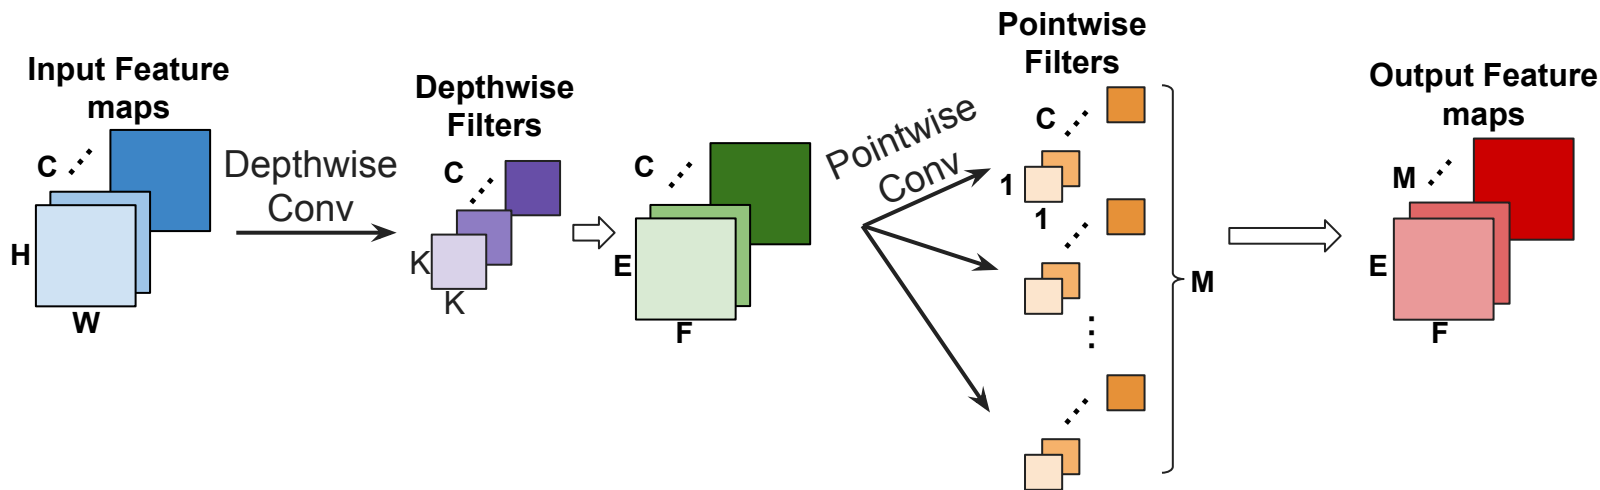 Input Feature
maps
C
H
W
Depthwise
Conv
Depthwise
Filters
C
K
K
C
E
F
Pointwise
Conv
Pointwise
Filters
C
1
1
M
Output Feature
maps
M
E
F